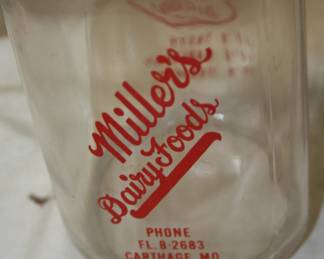 Miller's
Dairy Foods
PHONE
FL.8-2683
CARTHAGE, MO.